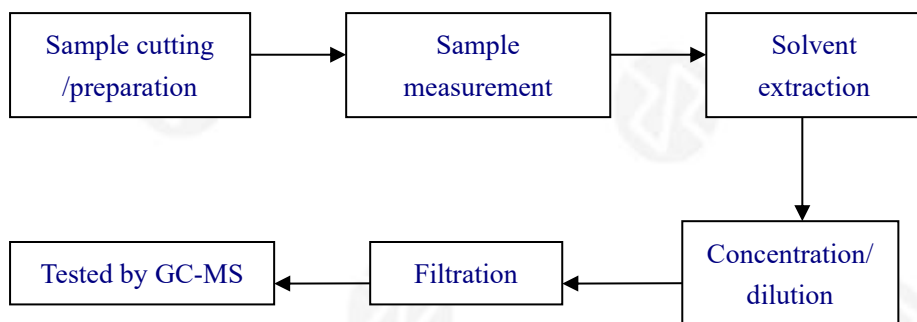 Sample cutting
/preparation
Sample
measurement
Solvent
extraction
Concentration/
dilution
Filtration
Tested by GC-MS